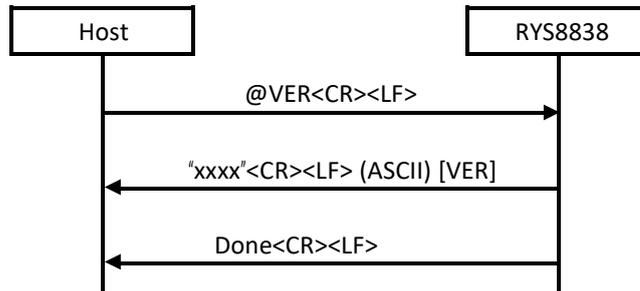 Host
RYS8838
@VER<CR><LF>
“xxxx”<CR><LF> (ASCII) [VER]
Done<CR><LF>